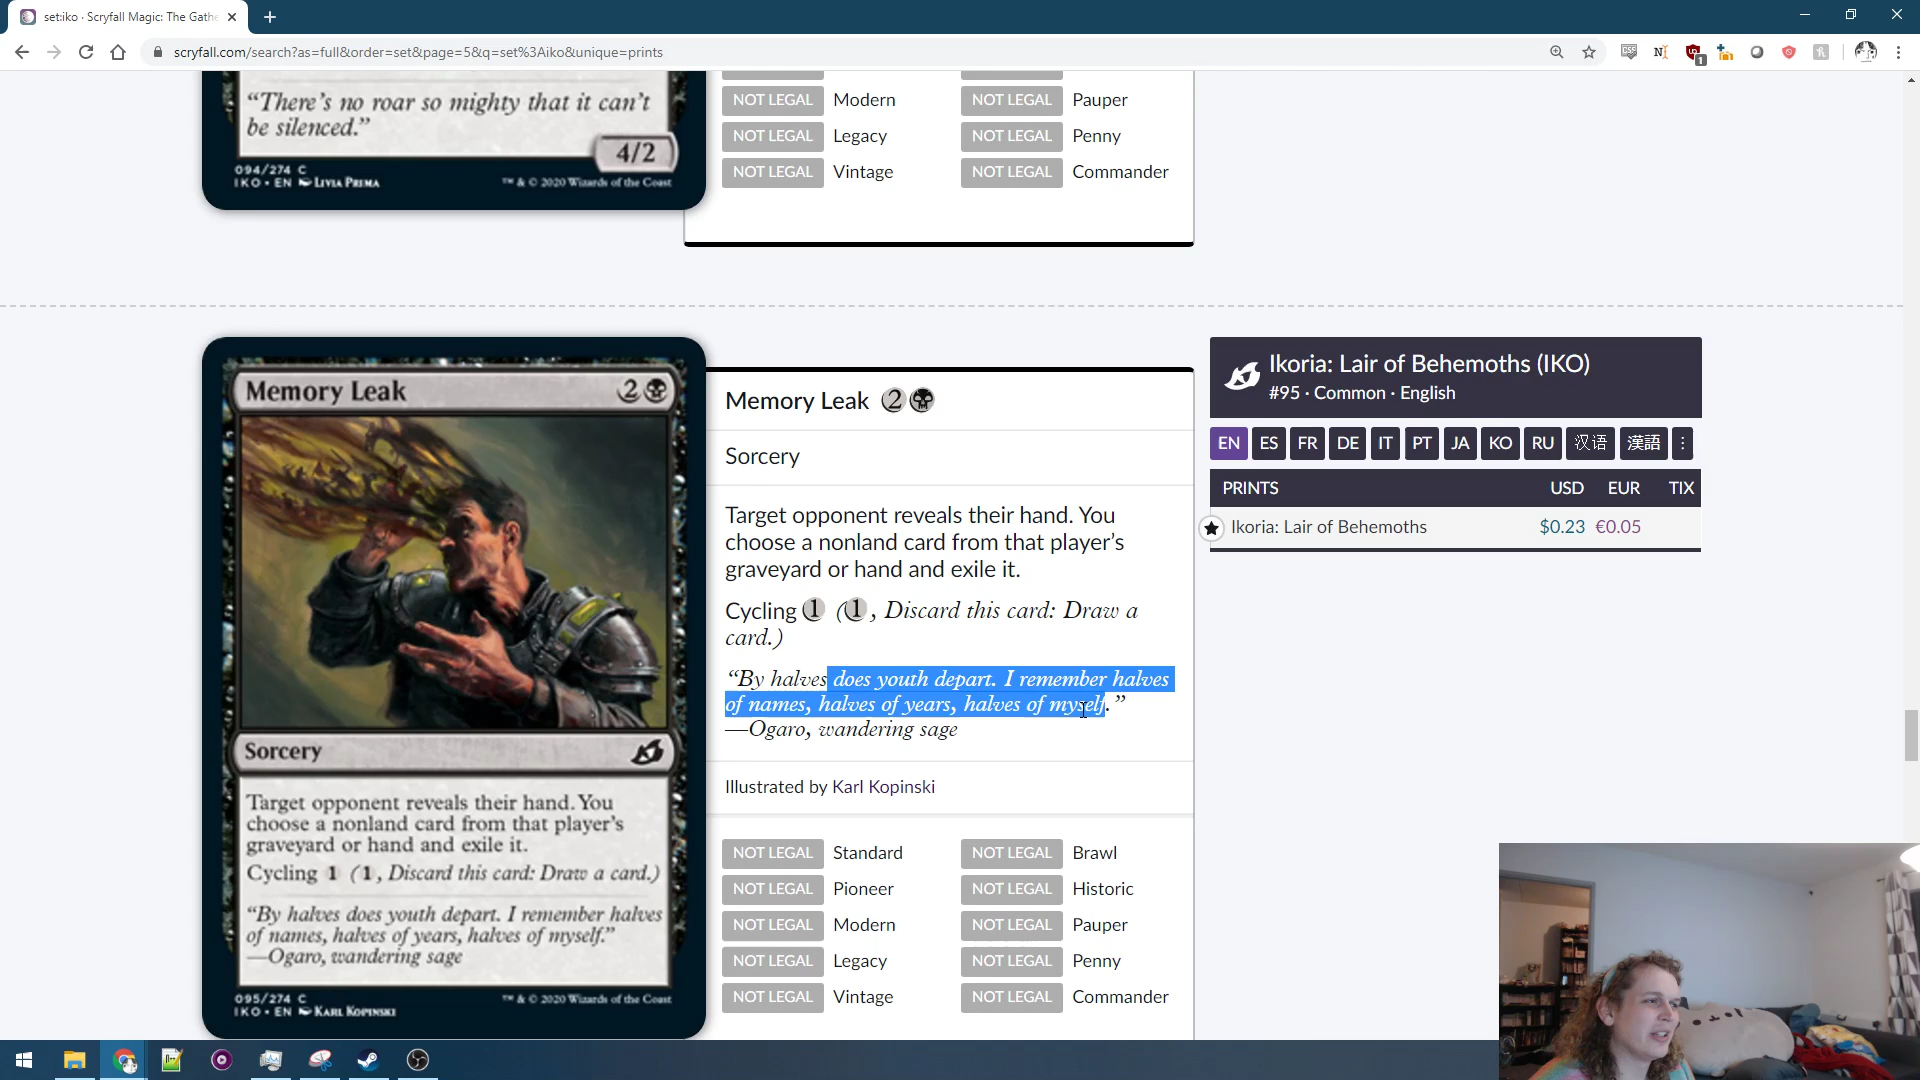 set:iko · Scryfall Magic: The Gathe
scryfall.com/search?as=full&order=set&page=5&q=set%3Aiko&unique=prints
“There’s no roar so mighty that it can’t
be silenced.”
4/2
094/274 C
IKO • EN LIVIA PRIMA
™ & © 2020 Wizards of the Coast
NOT LEGAL Modern NOT LEGAL Pauper
NOT LEGAL Legacy NOT LEGAL Penny
NOT LEGAL Vintage NOT LEGAL Commander
Memory Leak 2
Sorcery
Target opponent reveals their hand. You
choose a nonland card from that player’s
graveyard or hand and exile it.
Cycling 1 (1, Discard this card: Draw a card.)
“By halves does youth depart. I remember halves
of names, halves of years, halves of myself.”
—Ogaro, wandering sage
095/274 C
IKO • EN KARL KOPINSKI
™ & © 2020 Wizards of the Coast
Memory Leak 2
Sorcery
Target opponent reveals their hand. You
choose a nonland card from that player’s
graveyard or hand and exile it.
Cycling 1 (1, Discard this card: Draw a
card.)
“By halves does youth depart. I remember halves
of names, halves of years, halves of myself.”
—Ogaro, wandering sage
Illustrated by Karl Kopinski
NOT LEGAL Standard NOT LEGAL Brawl
NOT LEGAL Pioneer NOT LEGAL Historic
NOT LEGAL Modern NOT LEGAL Pauper
NOT LEGAL Legacy NOT LEGAL Penny
NOT LEGAL Vintage NOT LEGAL Commander
Ikoria: Lair of Behemoths (IKO)
#95 · Common · English
EN ES FR DE IT PT JA KO RU 汉语 漢語
PRINTS USD EUR TIX
Ikoria: Lair of Behemoths $0.23 €0.05